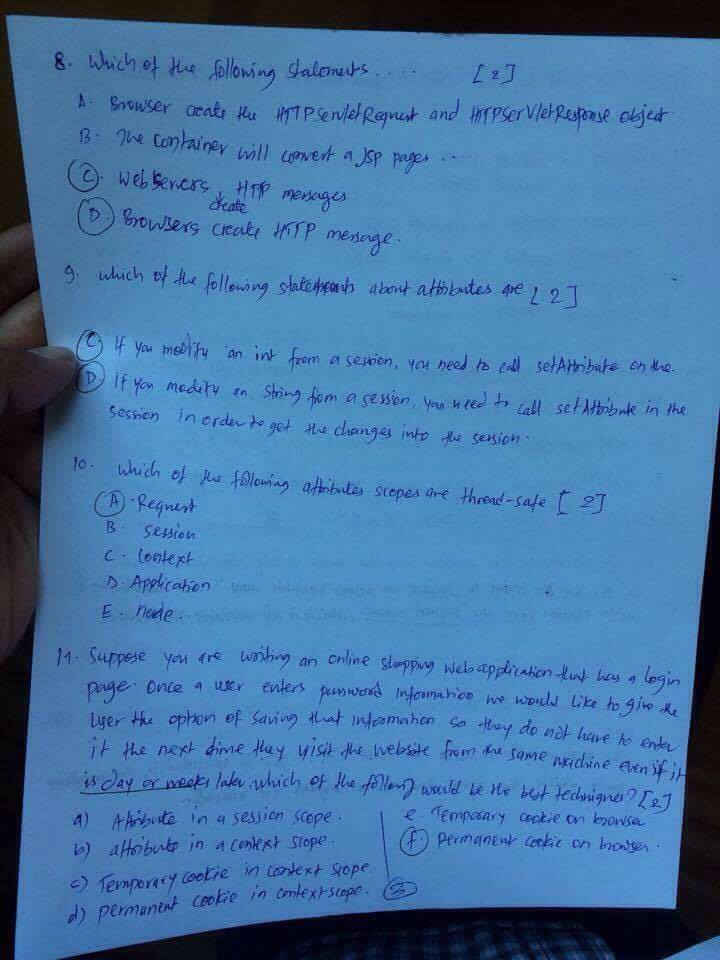 8. Which of the following statements . . . . [2]
A. Browser create the HTTPServletRequest and HTTPServletResponse object
B. The container will convert a JSP pages . . . .
C. Web servers create HTTP messages
D. Browsers create HTTP message.
9. which of the following statements about attributes are [2]
C. If you modify an int from a session, you need to call setAttribute on the.
D. If you modify an string from a session, you need to call setAttribute in the
session in order to get the changes into the session.
10. which of the following attributes scopes are thread-safe [2]
A. Request
B. session
C. Context
D. Application
E. node.
11. Suppose you are writing an online shopping web application that has a login
page. Once a user enters password information we would like to give the
user the option of saving that information so they do not have to enter
it the next time they visit the website from the same machine even if it
is day or weeks later. which of the following would be the best techniques? [2]
a) Attribute in a session scope.
b) attribute in a context scope.
c) Temporary cookie in context scope.
d) permanent cookie in context scope.
e. Temporary cookie on browser
f. permanent cookie on browser.